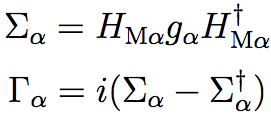 Σ_α = H_{Mα} g_α H_{Mα}^†
Γ_α = i(Σ_α − Σ_α^†)